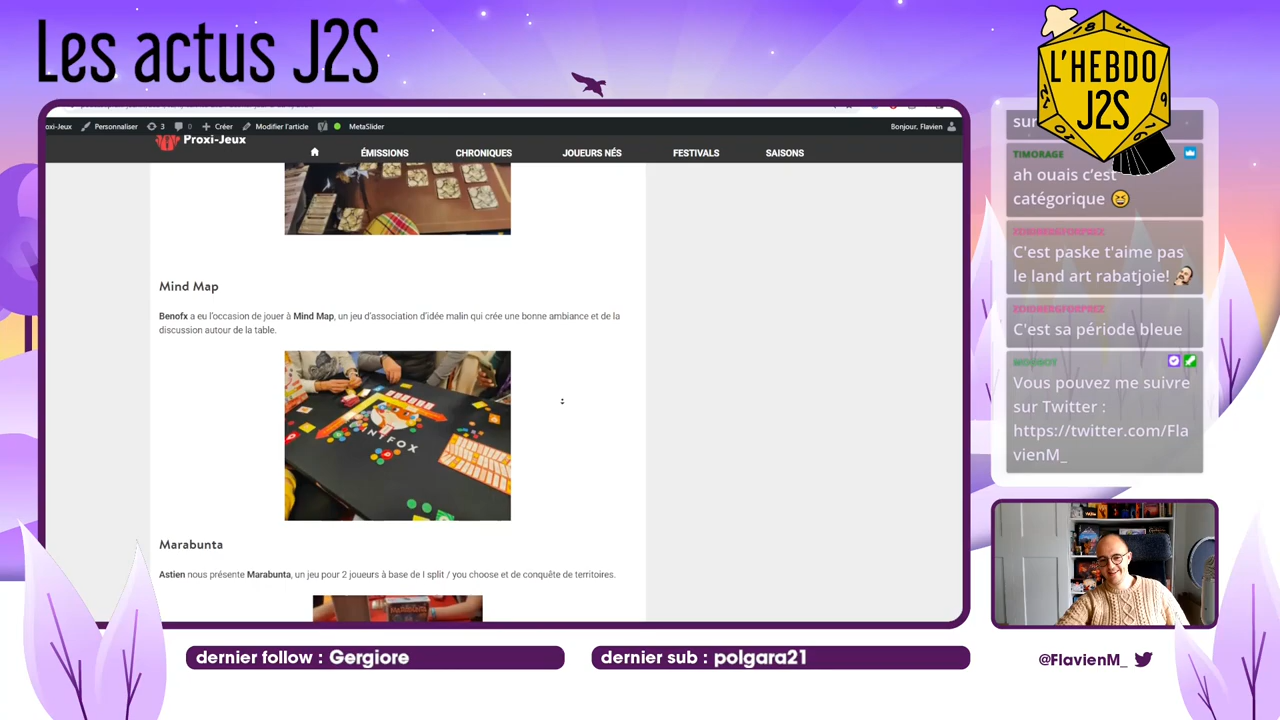 Les actus J2S
L'HEBDO
J2S
oxi-Jeux Personnaliser 3 0 Créer Modifier l'article MetaSlider Bonjour, Flavien
Proxi-Jeux
ÉMISSIONS CHRONIQUES JOUEURS NÉS FESTIVALS SAISONS
Mind Map
Benofx a eu l'occasion de jouer à Mind Map, un jeu d'association d'idée malin qui crée une bonne ambiance et de la
discussion autour de la table.
Marabunta
Astien nous présente Marabunta, un jeu pour 2 joueurs à base de I split / you choose et de conquête de territoires.
sur
TIMORAGE
ah ouais c'est
catégorique
C'est paske t'aime pas
le land art rabatjoie!
C'est sa période bleue
Vous pouvez me suivre
sur Twitter :
https://twitter.com/Fla
vienM_
dernier follow : Gergiore
dernier sub : polgara21
@FlavienM_